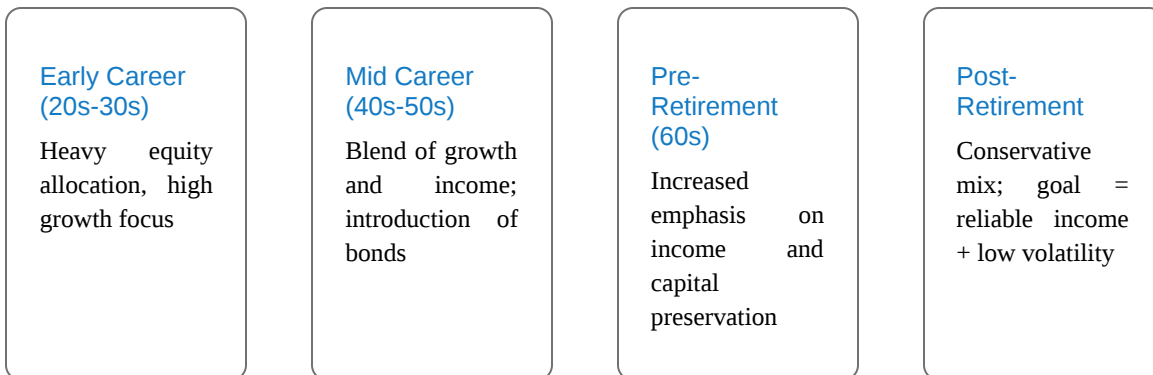 Early Career
(20s-30s)
Heavy equity
allocation, high
growth focus
Mid Career
(40s-50s)
Blend of growth
and income;
introduction of
bonds
Pre-
Retirement
(60s)
Increased
emphasis on
income and
capital
preservation
Post-
Retirement
Conservative
mix; goal =
reliable income
+ low volatility